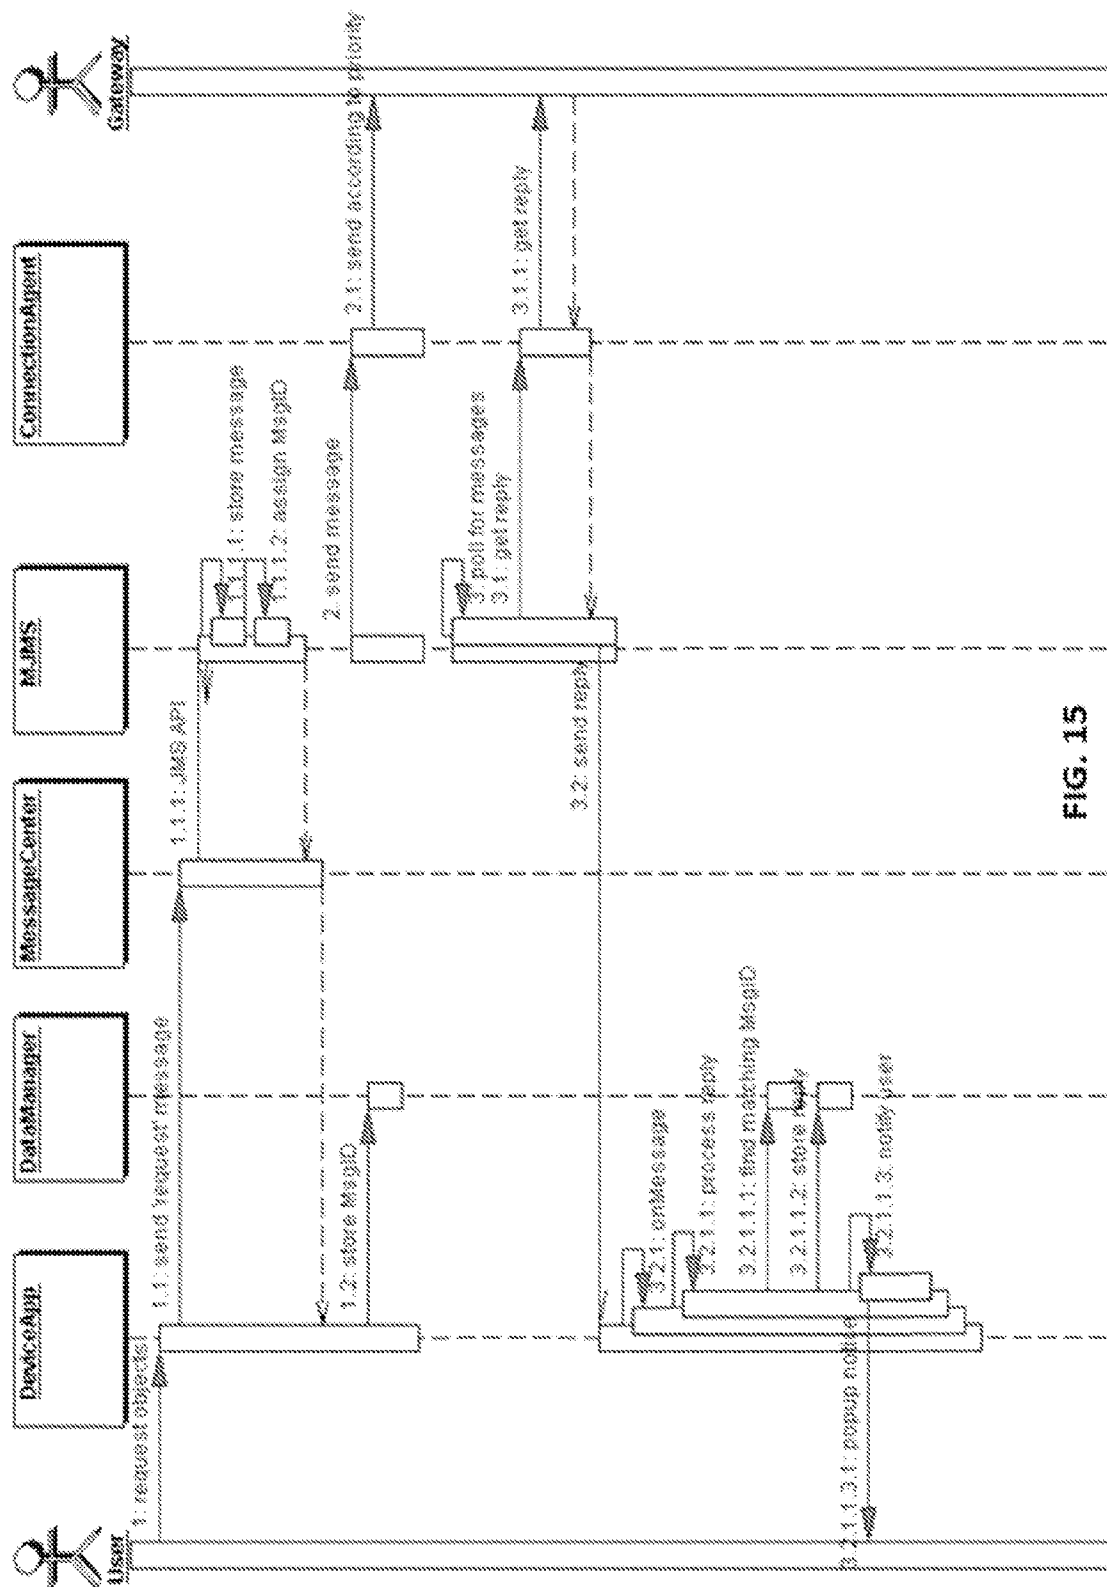 User
DeviceApp
DataManager
MessageCenter
MJMS
ConnectionAgent
Gateway
1: request objects
1.1: send request message
1.1.1: JMS API
1.1.1.1: store message
1.1.1.2: assign MsgID
1.2: store MsgID
2: send message
2.1: send according to priority
3: poll for messages
3.1: get reply
3.1.1: get reply
3.2: send reply
3.2.1: onMessage
3.2.1.1: process reply
3.2.1.1.1: find matching MsgID
3.2.1.1.2: store reply
3.2.1.1.3: notify user
3.2.1.1.3.1: popup notice
FIG. 15